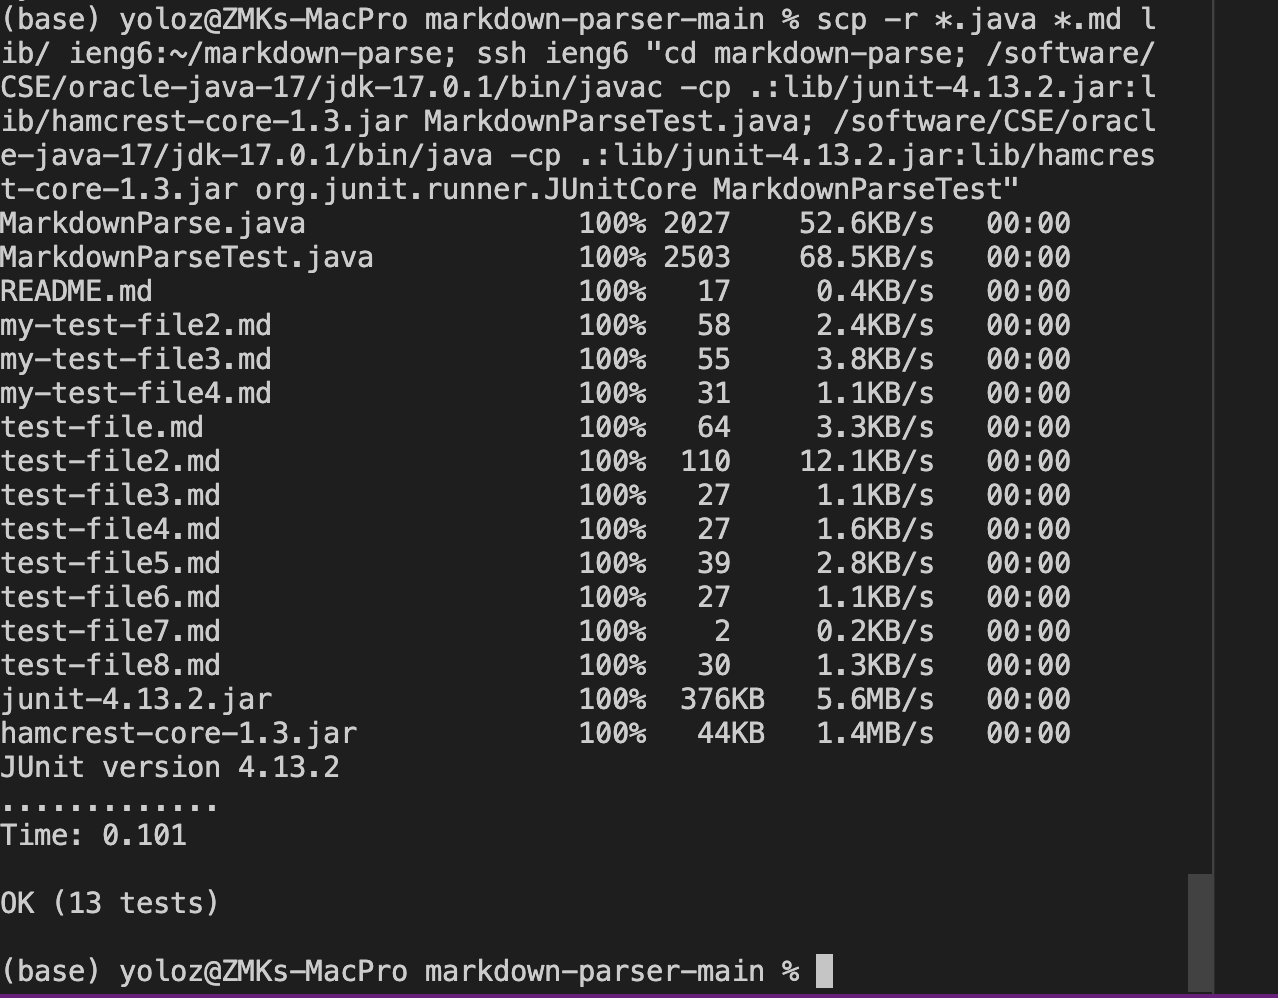 (base) yoloz@ZMKs-MacPro markdown-parser-main % scp -r *.java *.md l
ib/ ieng6:~/markdown-parse; ssh ieng6 "cd markdown-parse; /software/
CSE/oracle-java-17/jdk-17.0.1/bin/javac -cp .:lib/junit-4.13.2.jar:l
ib/hamcrest-core-1.3.jar MarkdownParseTest.java; /software/CSE/oracl
e-java-17/jdk-17.0.1/bin/java -cp .:lib/junit-4.13.2.jar:lib/hamcres
t-core-1.3.jar org.junit.runner.JUnitCore MarkdownParseTest"
MarkdownParse.java 100% 2027 52.6KB/s 00:00
MarkdownParseTest.java 100% 2503 68.5KB/s 00:00
README.md 100% 17 0.4KB/s 00:00
my-test-file2.md 100% 58 2.4KB/s 00:00
my-test-file3.md 100% 55 3.8KB/s 00:00
my-test-file4.md 100% 31 1.1KB/s 00:00
test-file.md 100% 64 3.3KB/s 00:00
test-file2.md 100% 110 12.1KB/s 00:00
test-file3.md 100% 27 1.1KB/s 00:00
test-file4.md 100% 27 1.6KB/s 00:00
test-file5.md 100% 39 2.8KB/s 00:00
test-file6.md 100% 27 1.1KB/s 00:00
test-file7.md 100% 2 0.2KB/s 00:00
test-file8.md 100% 30 1.3KB/s 00:00
junit-4.13.2.jar 100% 376KB 5.6MB/s 00:00
hamcrest-core-1.3.jar 100% 44KB 1.4MB/s 00:00
JUnit version 4.13.2
.............
Time: 0.101
OK (13 tests)
(base) yoloz@ZMKs-MacPro markdown-parser-main %